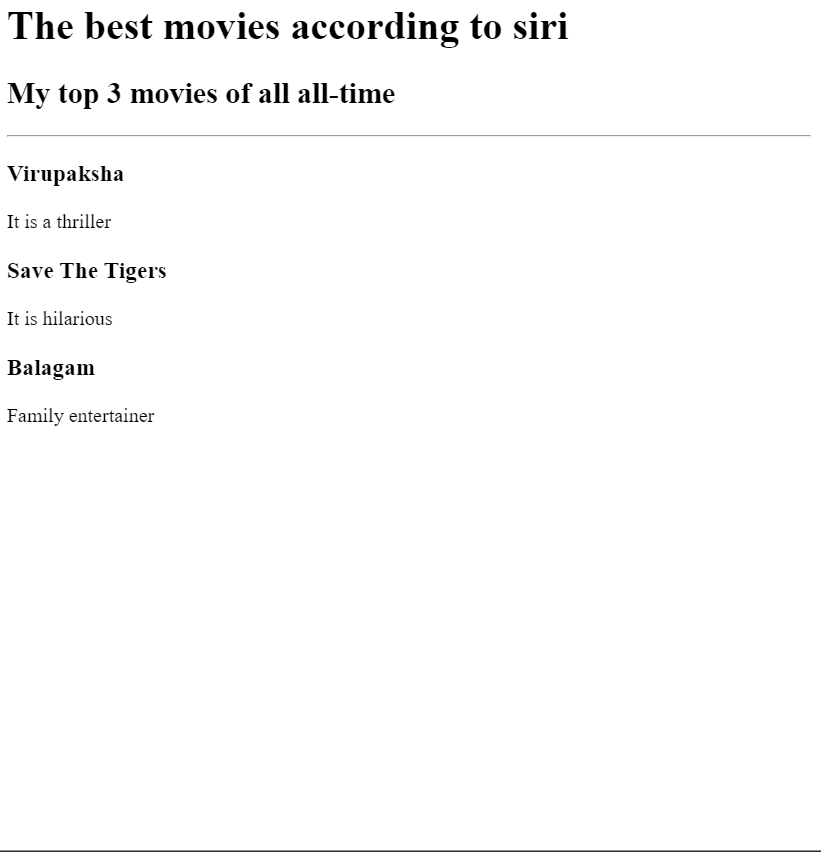 The best movies according to siri
My top 3 movies of all all-time
Virupaksha
It is a thriller
Save The Tigers
It is hilarious
Balagam
Family entertainer